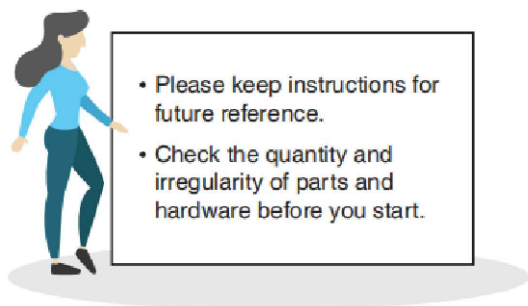 • Please keep instructions for
future reference.
• Check the quantity and
irregularity of parts and
hardware before you start.